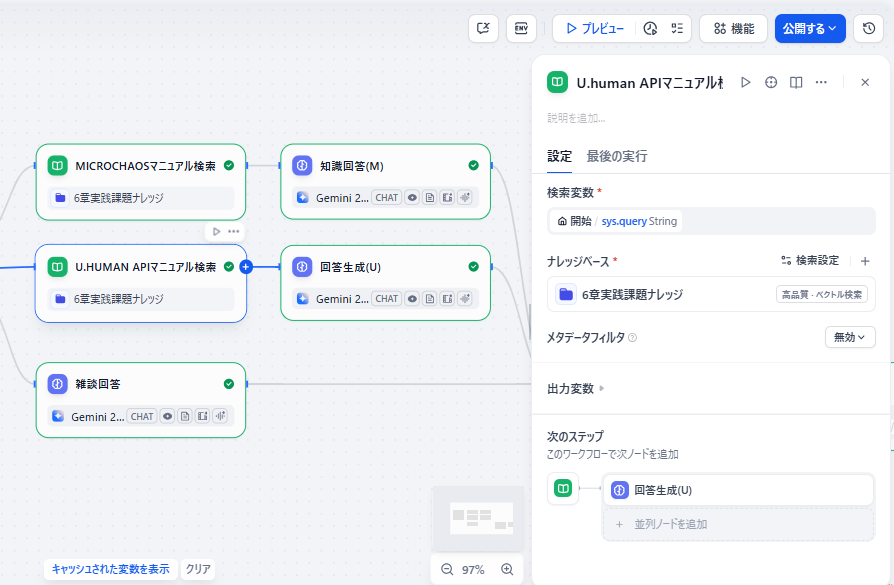 ENV
プレビュー
機能
公開する
MICROCHAOSマニュアル検索
6章実践課題ナレッジ
知識回答(M)
Gemini 2... CHAT
U.HUMAN APIマニュアル検索
6章実践課題ナレッジ
回答生成(U)
Gemini 2... CHAT
雑談回答
Gemini 2... CHAT
キャッシュされた変数を表示
クリア
97%
U.human APIマニュアル検
説明を追加...
設定
最後の実行
検索変数 *
開始 / sys.query String
ナレッジベース *
検索設定
6章実践課題ナレッジ
高品質・ベクトル検索
メタデータフィルタ
無効
出力変数
次のステップ
このワークフローで次ノードを追加
回答生成(U)
+ 並列ノードを追加